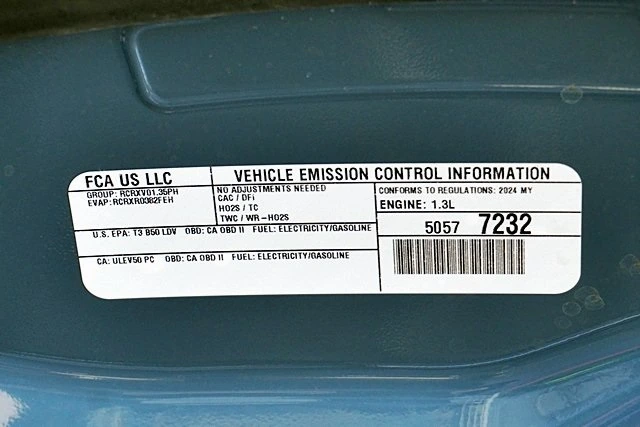 FCA US LLC
VEHICLE EMISSION CONTROL INFORMATION
GROUP: RCRXV01.35PH
EVAP: RCRXR0382FEH
NO ADJUSTMENTS NEEDED
CAC / DFI
HO2S / TC
TWC / WR-HO2S
CONFORMS TO REGULATIONS: 2024 MY
ENGINE: 1.3L
5057 7232
U.S. EPA: T3 B50 LDV OBD: CA OBD II FUEL: ELECTRICITY/GASOLINE
CA: ULEV50 PC OBD: CA OBD II FUEL: ELECTRICITY/GASOLINE